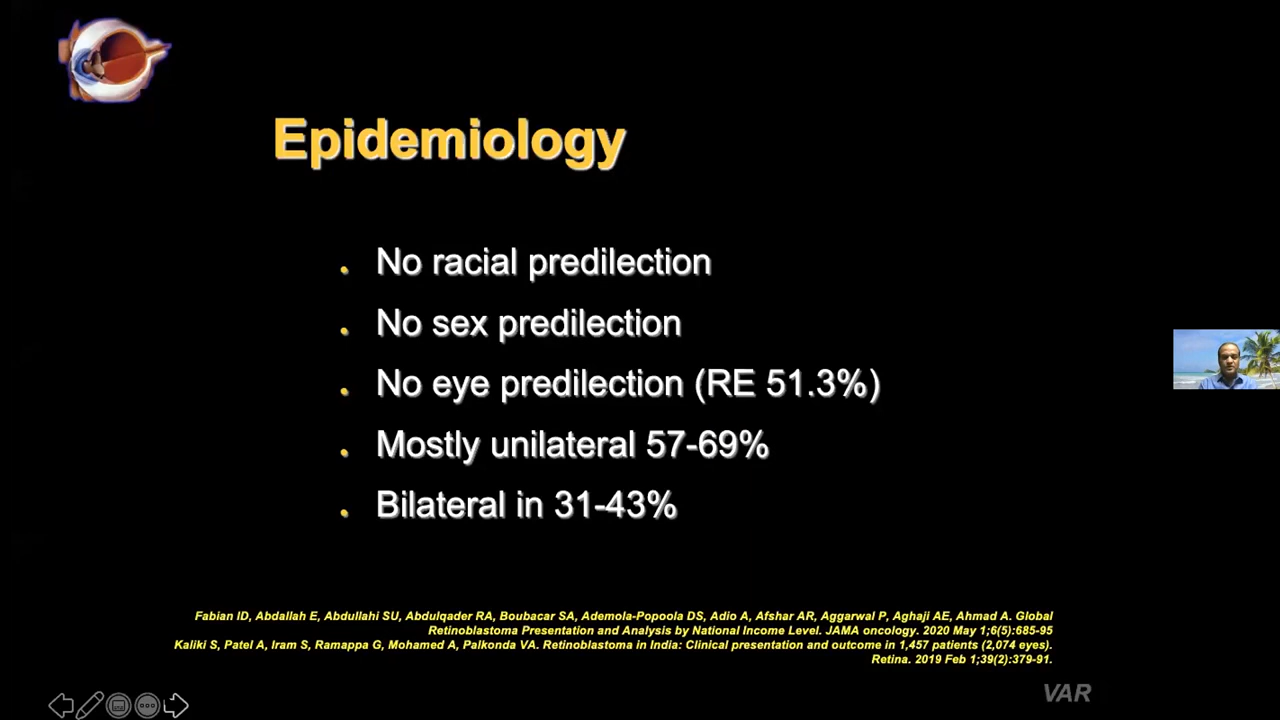 Epidemiology
No racial predilection
No sex predilection
No eye predilection (RE 51.3%)
Mostly unilateral 57-69%
Bilateral in 31-43%
Fabian ID, Abdallah E, Abdullahi SU, Abdulqader RA, Boubacar SA, Ademola-Popoola DS, Adio A, Afshar AR, Aggarwal P, Aghaji AE, Ahmad A. Global
Retinoblastoma Presentation and Analysis by National Income Level. JAMA oncology. 2020 May 1;6(5):685-95
Kaliki S, Patel A, Iram S, Ramappa G, Mohamed A, Palkonda VA. Retinoblastoma in India: Clinical presentation and outcome in 1,457 patients (2,074 eyes).
Retina. 2019 Feb 1;39(2):379-91.
VAR